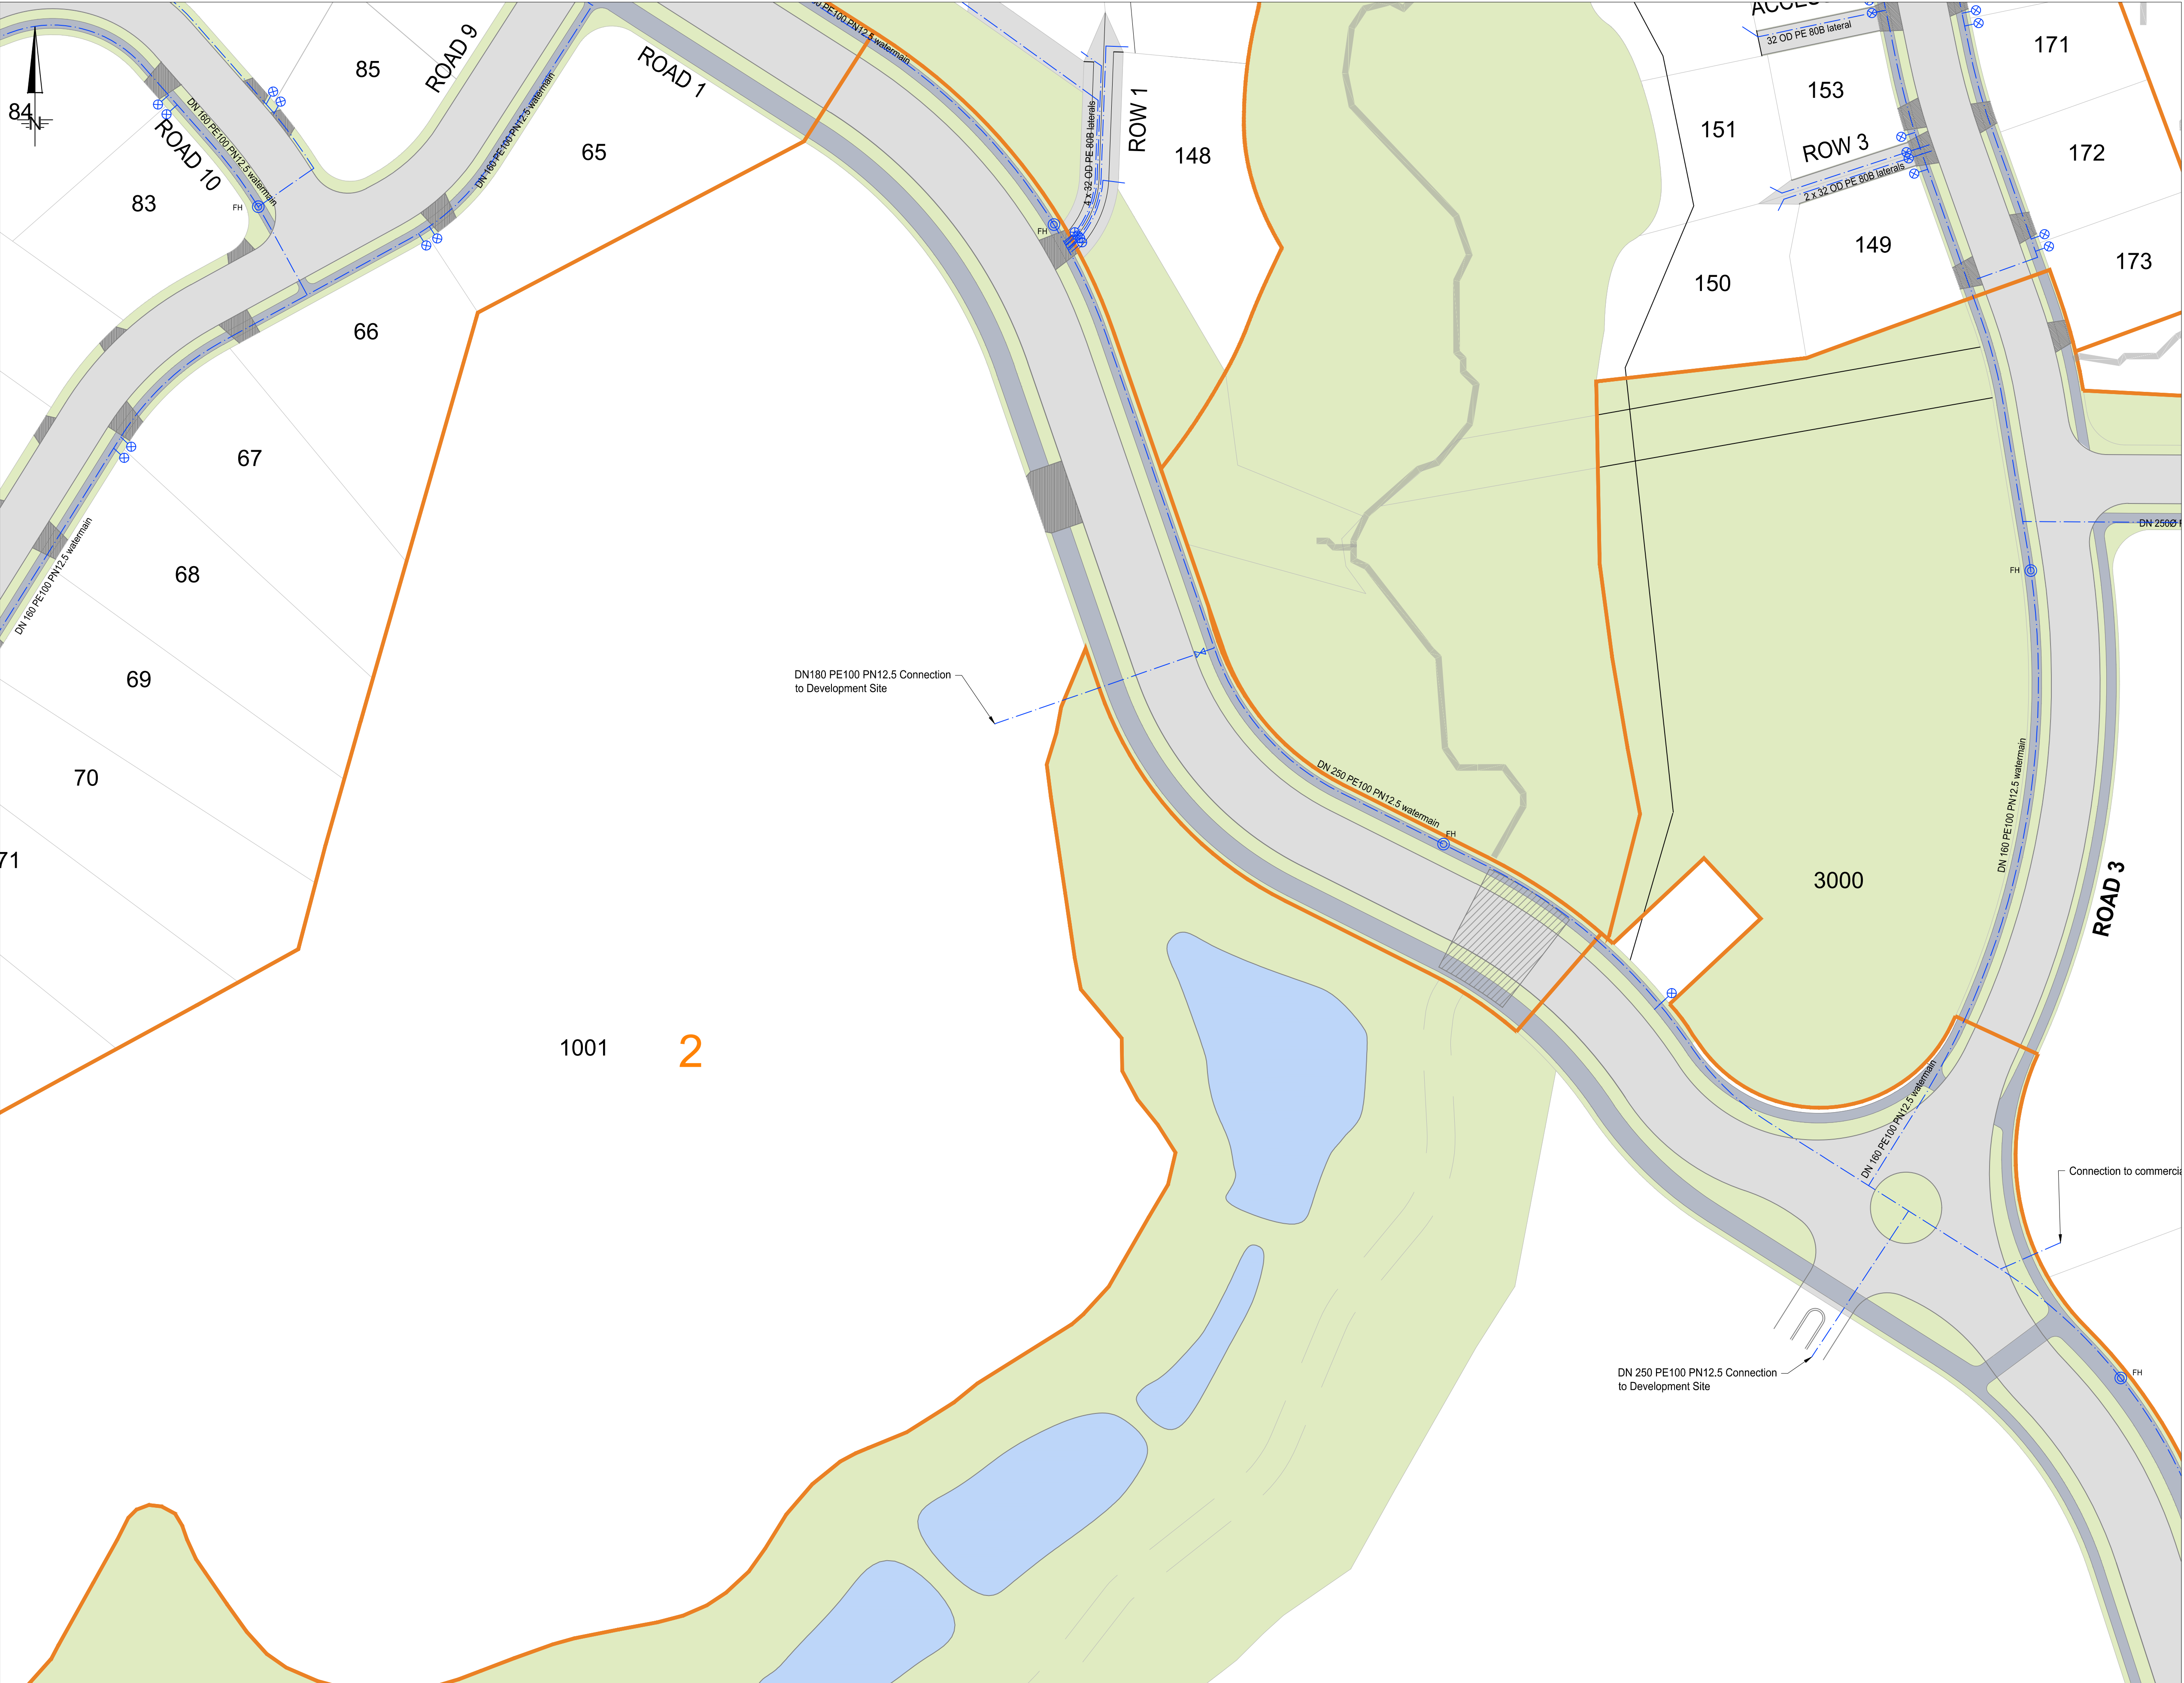 ROAD 9
85
84
N
DN 160 PE100 PN12.5 watermain
ROAD 10
83
FH
DN 160 PE100 PN12.5 watermain
ROAD 1
65
PE100 PN12.5 watermain
4 x 32 OD PE 80B laterals
ROW 1
148
FH
32 OD PE 80B lateral
171
153
151
ROW 3
2 x 32 OD PE 80B laterals
172
149
150
173
66
67
DN 160 PE100 PN12.5 watermain
68
69
70
71
DN 250Ø
FH
DN180 PE100 PN12.5 Connection
to Development Site
DN 250 PE100 PN12.5 watermain
FH
DN 160 PE100 PN12.5 watermain
3000
ROAD 3
1001
2
DN 160 PE100 PN12.5 watermain
Connection to
DN 250 PE100 PN12.5 Connection
to Development Site
FH